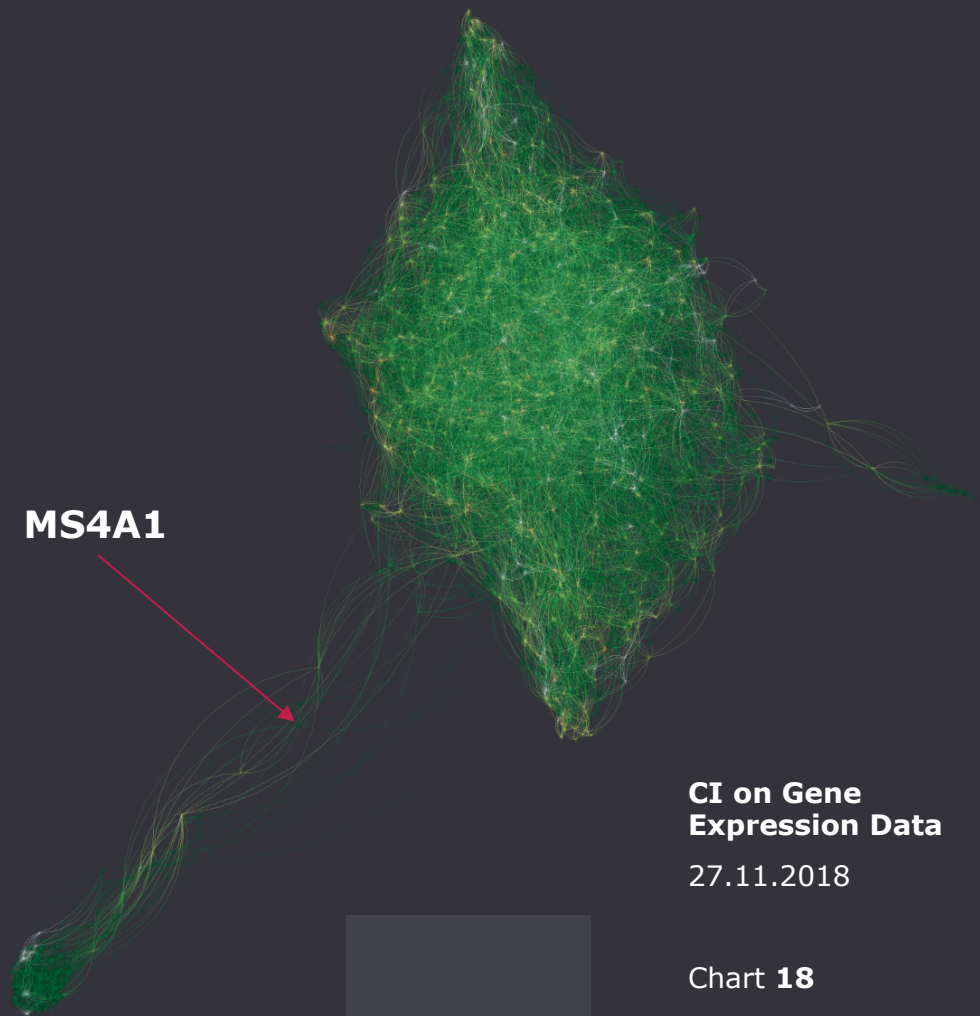 MS4A1
CI on Gene
Expression Data
27.11.2018
Chart 18